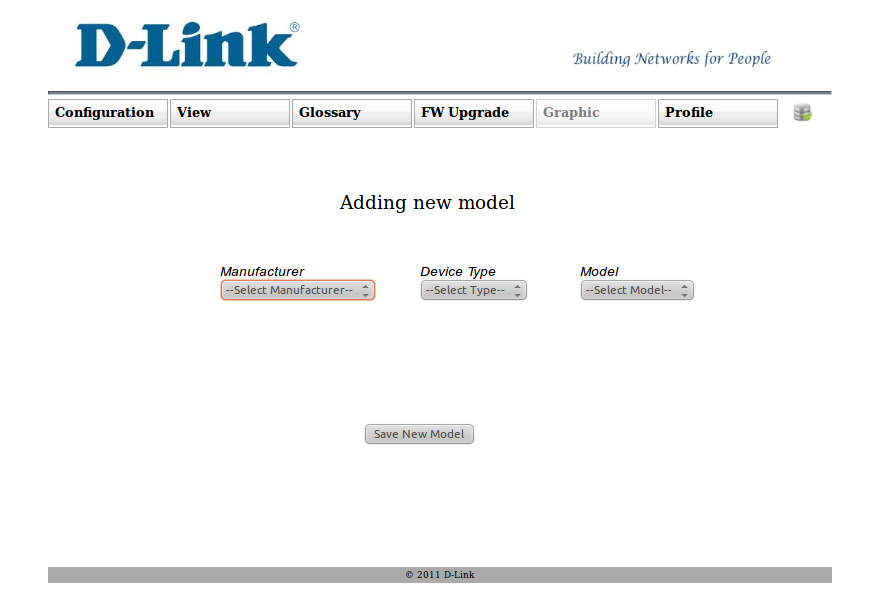 D-Link®
Building Networks for People
Configuration View Glossary FW Upgrade Graphic Profile
Adding new model
Manufacturer Device Type Model
--Select Manufacturer-- --Select Type-- --Select Model--
Save New Model
© 2011 D-Link